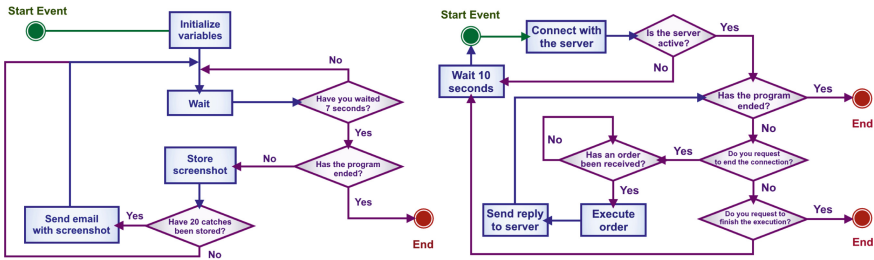 Start Event
Initialize
variables
No
Wait
Have you waited
7 seconds?
Yes
Store
screenshot
No
Has the program
ended?
Yes
Send email
with screenshot
Yes
Have 20 catches
been stored?
No
End
Start Event
Connect with
the server
Is the server
active?
Yes
No
Wait 10
seconds
Has the program
ended?
Yes
End
No
No
Has an order
been received?
Yes
Do you request
to end the connection?
Yes
No
Send reply
to server
Execute
order
Do you request to
finish the execution?
Yes
End